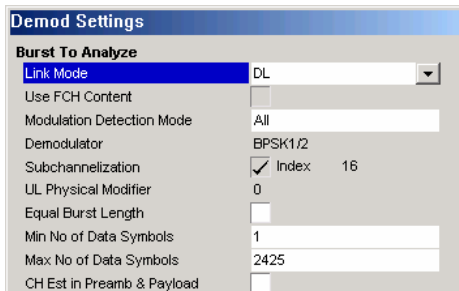 Demod Settings
Burst To Analyze
Link Mode DL
Use FCH Content
Modulation Detection Mode All
Demodulator BPSK1/2
Subchannelization Index 16
UL Physical Modifier 0
Equal Burst Length
Min No of Data Symbols 1
Max No of Data Symbols 2425
CH Est in Preamb & Payload